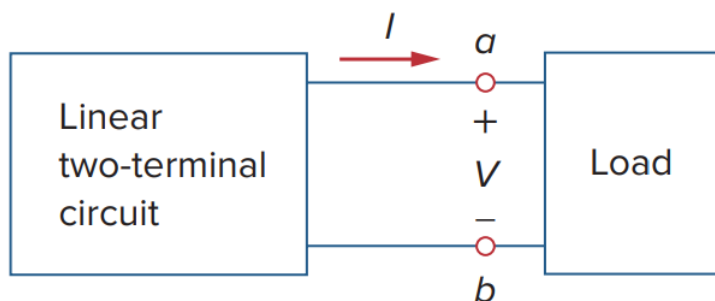 I
a
Linear
two-terminal
circuit
+
V
–
Load
b